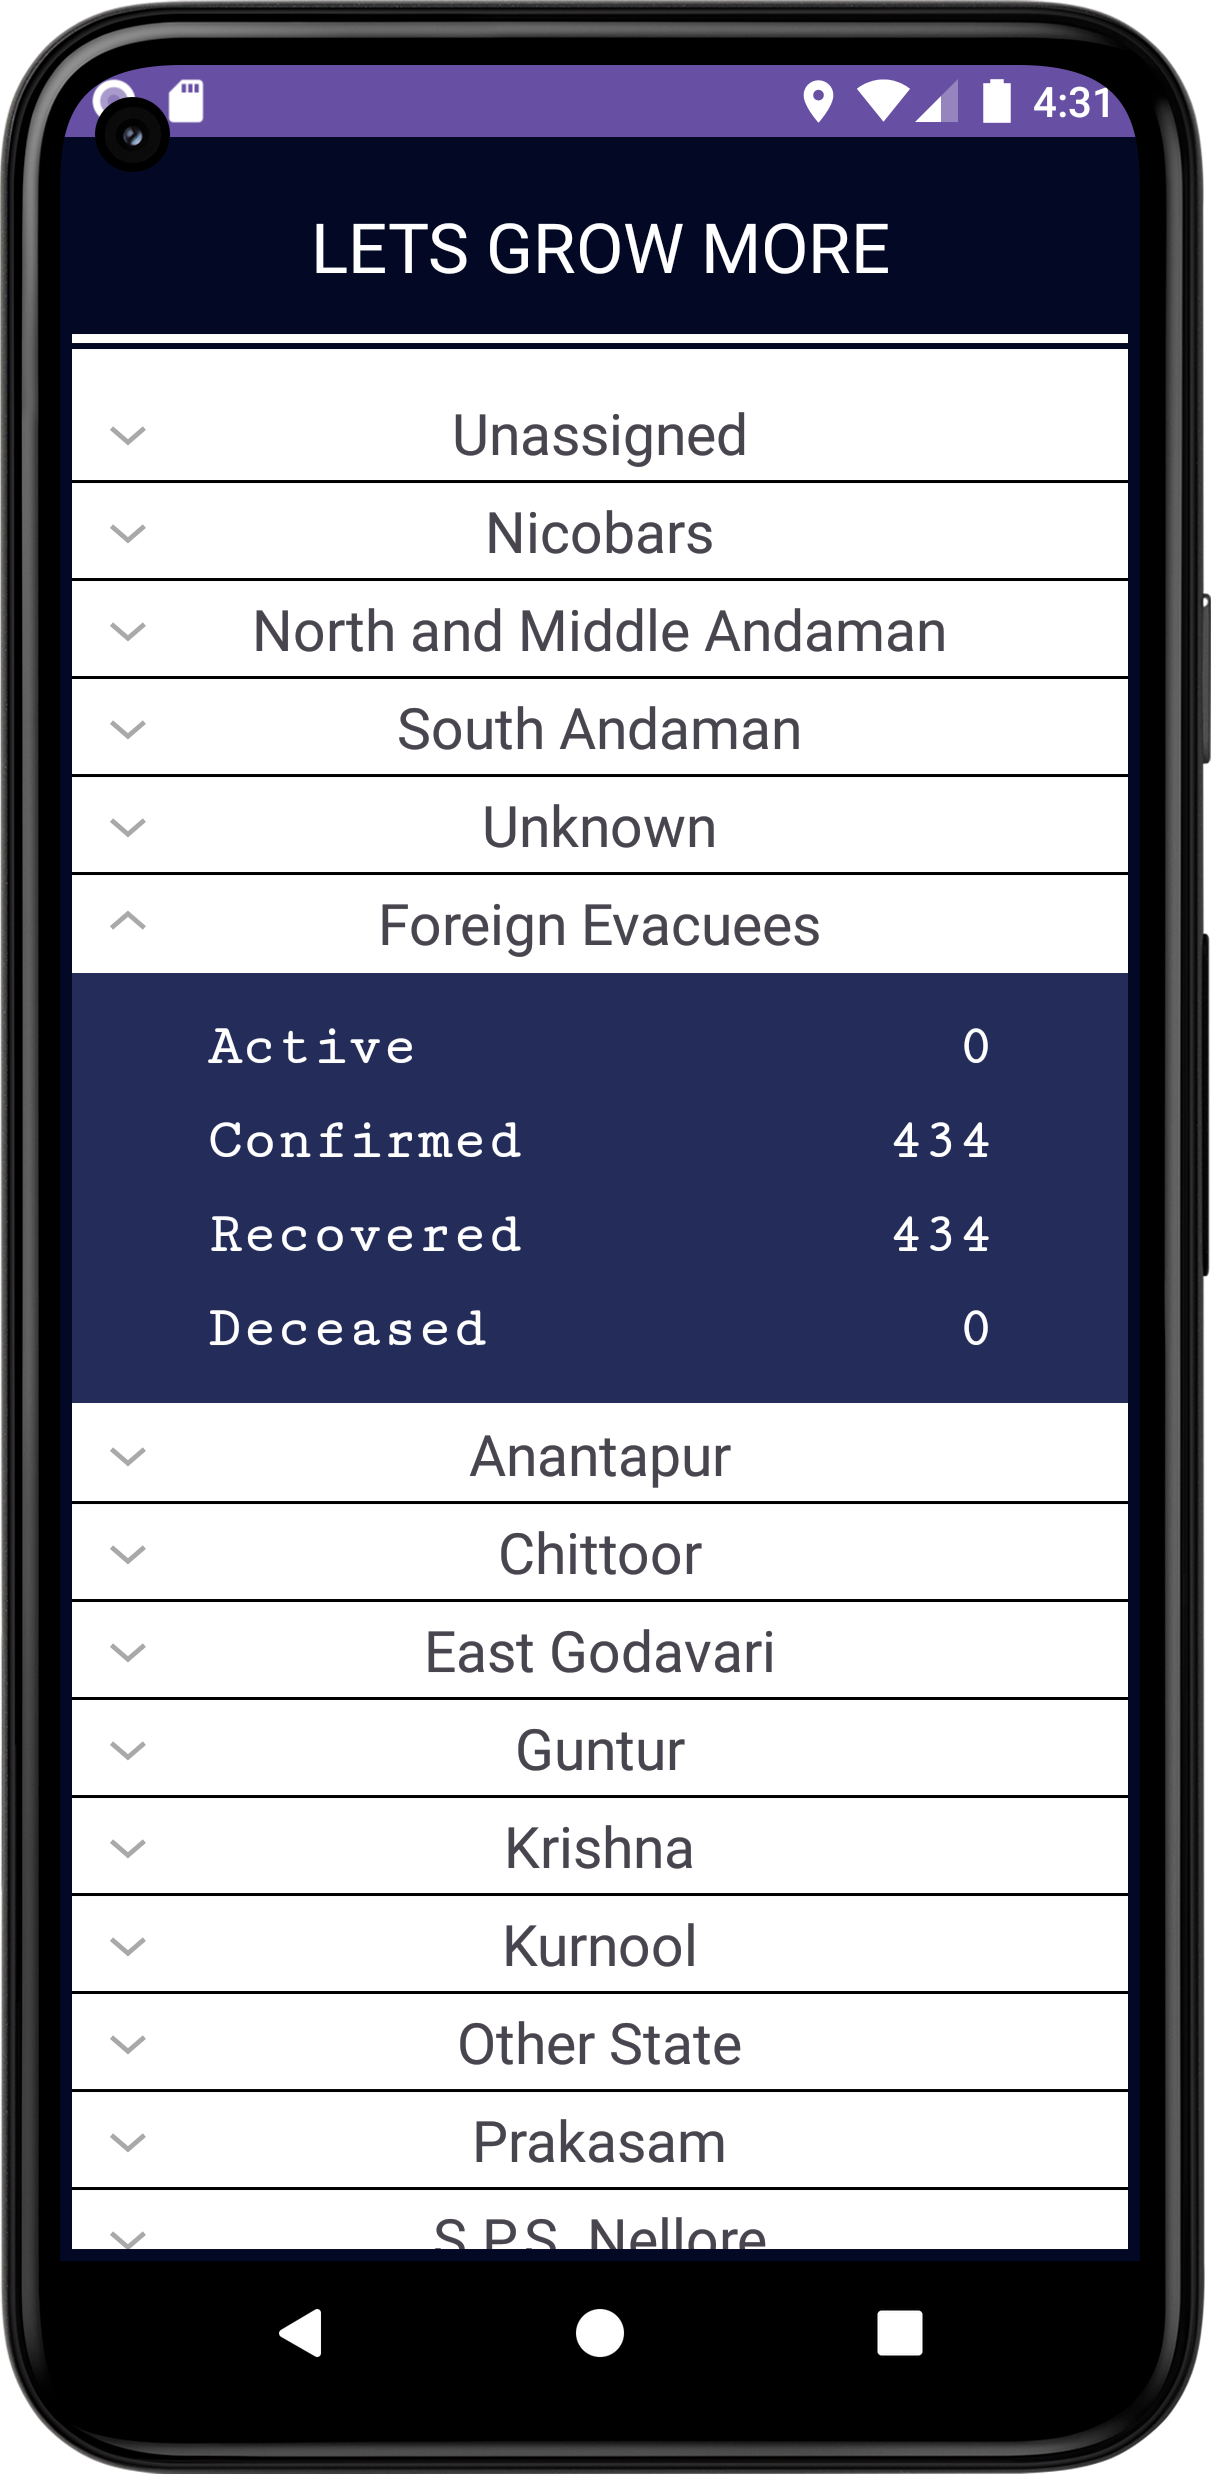 4:31
LETS GROW MORE
Unassigned
Nicobars
North and Middle Andaman
South Andaman
Unknown
Foreign Evacuees
Active 0
Confirmed 434
Recovered 434
Deceased 0
Anantapur
Chittoor
East Godavari
Guntur
Krishna
Kurnool
Other State
Prakasam
S.P.S. Nellore